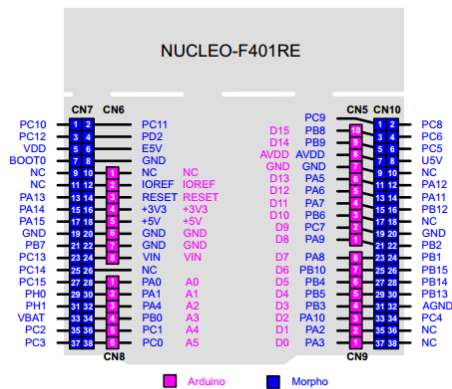 NUCLEO-F401RE
CN7 CN6 CN5 CN10
PC9
PC10 1 2 PC11 1 2 PC8
PC12 3 4 PD2 D15 PB8 10 3 4 PC6
VDD 5 6 E5V D14 PB9 9 5 6 PC5
BOOT0 7 8 GND AVDD AVDD 8 7 8 U5V
NC 9 10 1 NC NC GND GND 7 9 10 NC
NC 11 12 2 IOREF IOREF D13 PA5 6 11 12 PA12
PA13 13 14 3 RESET RESET D12 PA6 5 13 14 PA11
PA14 15 16 4 +3V3 +3V3 D11 PA7 4 15 16 PB12
PA15 17 18 5 +5V +5V D10 PB6 3 17 18 NC
GND 19 20 6 GND GND D9 PC7 2 19 20 GND
PB7 21 22 7 GND GND D8 PA9 1 21 22 PB2
PC13 23 24 8 VIN VIN D7 PA8 8 23 24 PB1
PC14 25 26 NC D6 PB10 7 25 26 PB15
PC15 27 28 1 PA0 A0 D5 PB4 6 27 28 PB14
PH0 29 30 2 PA1 A1 D4 PB5 5 29 30 PB13
PH1 31 32 3 PA4 A2 D3 PB3 4 31 32 AGND
VBAT 33 34 4 PB0 A3 D2 PA10 3 33 34 PC4
PC2 35 36 5 PC1 A4 D1 PA2 2 35 36 NC
PC3 37 38 6 PC0 A5 D0 PA3 1 37 38 NC
CN8 CN9
Arduino Morpho